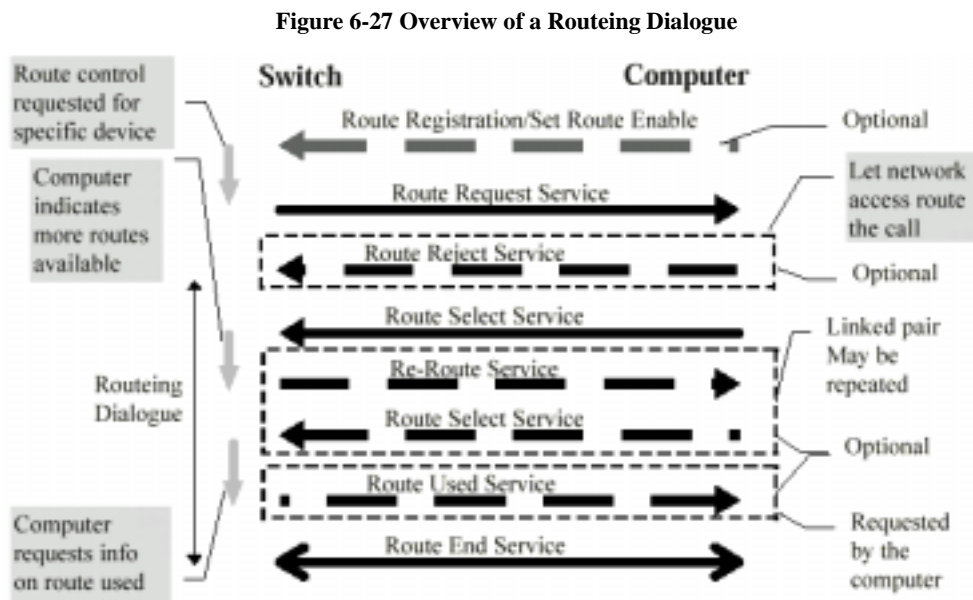 Figure 6-27 Overview of a Routeing Dialogue
Route control
requested for
specific device
Switch
Computer
Route Registration/Set Route Enable
Optional
Computer
indicates
more routes
available
Route Request Service
Let network
access route
the call
Route Reject Service
Optional
Route Select Service
Linked pair
May be
repeated
Re-Route Service
Routeing
Dialogue
Route Select Service
Optional
Route Used Service
Computer
requests info
on route used
Requested
by the
computer
Route End Service